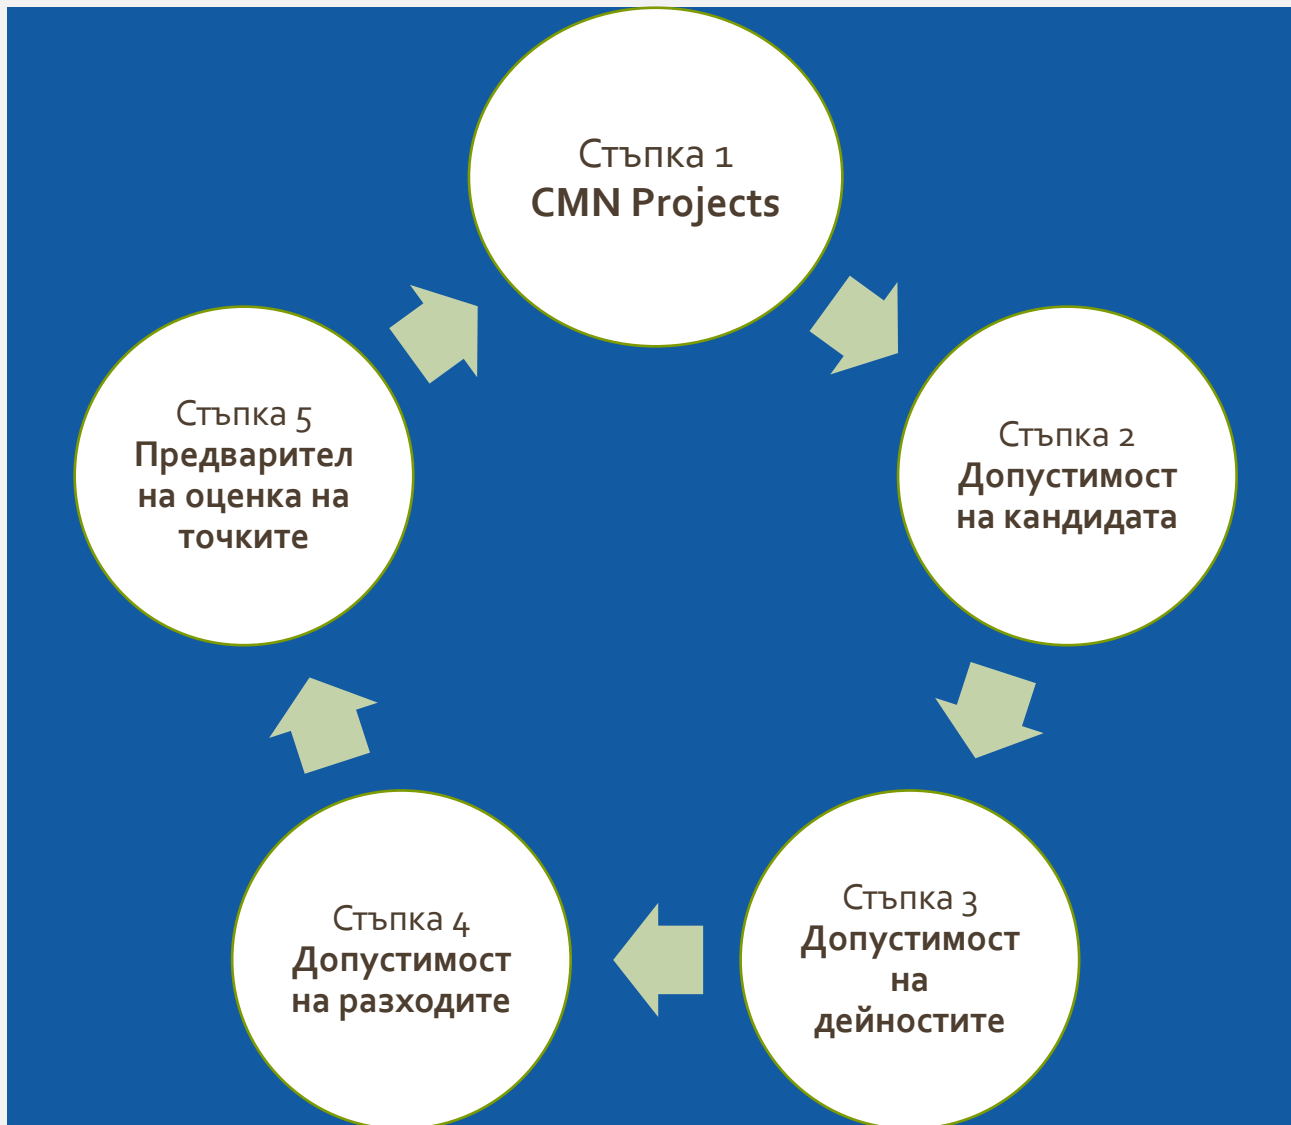 Стъпка 1
CMN Projects
Стъпка 2
Допустимост
на кандидата
Стъпка 3
Допустимост
на
дейностите
Стъпка 4
Допустимост
на разходите
Стъпка 5
Предварител
на оценка на
точките